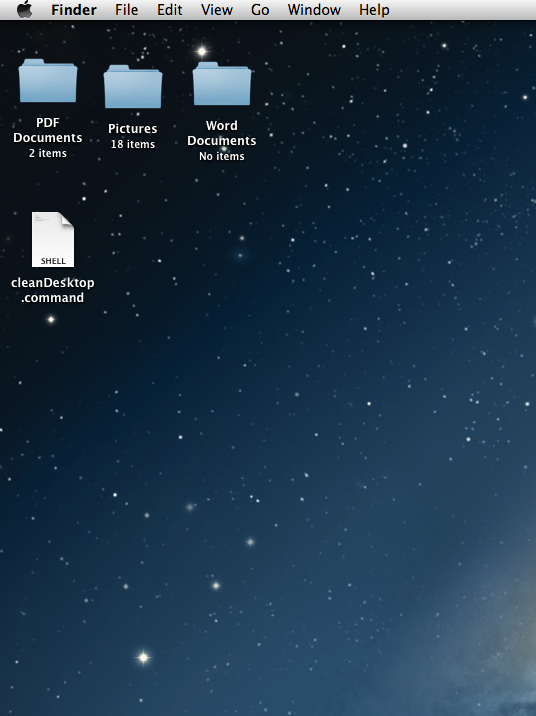 Finder File Edit View Go Window Help
PDF
Documents
2 items
Pictures
18 items
Word
Documents
No items
SHELL
cleanDesktop
.command